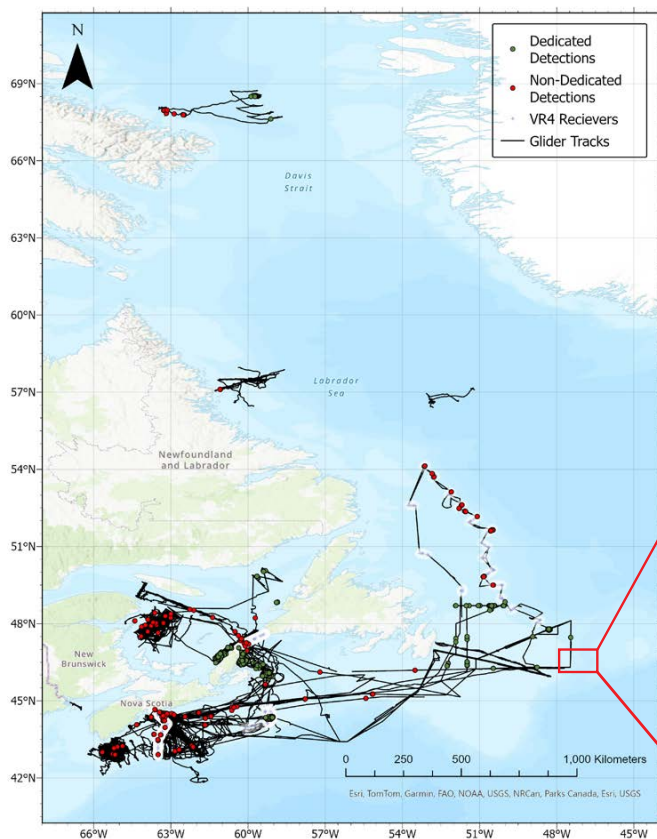 N
Dedicated
Detections
Non-Dedicated
Detections
VR4 Recievers
Glider Tracks
69°N
66°N
63°N
60°N
57°N
54°N
51°N
48°N
45°N
42°N
Davis
Strait
Labrador
Sea
Newfoundland
and Labrador
New
Brunswick
Nova Scotia
0 250 500 1,000 Kilometers
Esri, TomTom, Garmin, FAO, NOAA, USGS, NRCan, Parks Canada, Esri, USGS
66°W 63°W 60°W 57°W 54°W 51°W 48°W 45°W